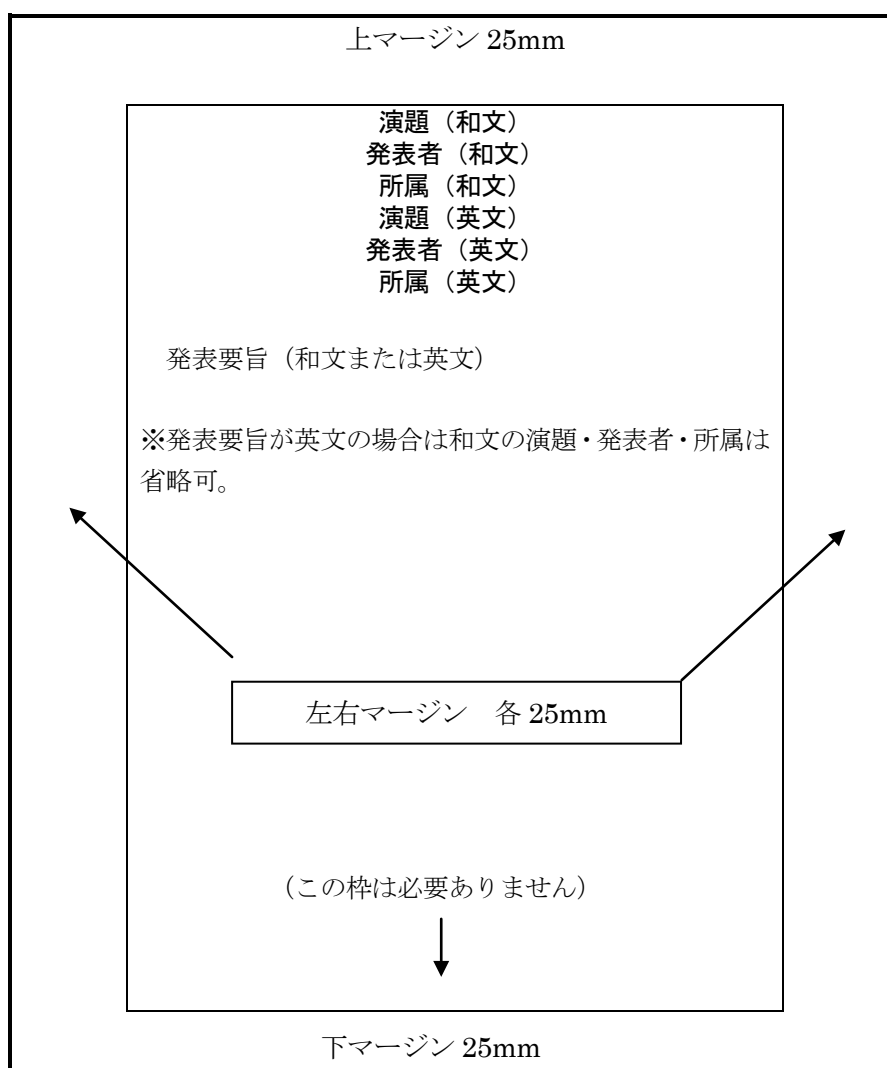 上マージン 25mm
演題（和文）
発表者（和文）
所属（和文）
演題（英文）
発表者（英文）
所属（英文）
発表要旨（和文または英文）
※発表要旨が英文の場合は和文の演題・発表者・所属は
省略可。
左右マージン　各 25mm
（この枠は必要ありません）
下マージン 25mm